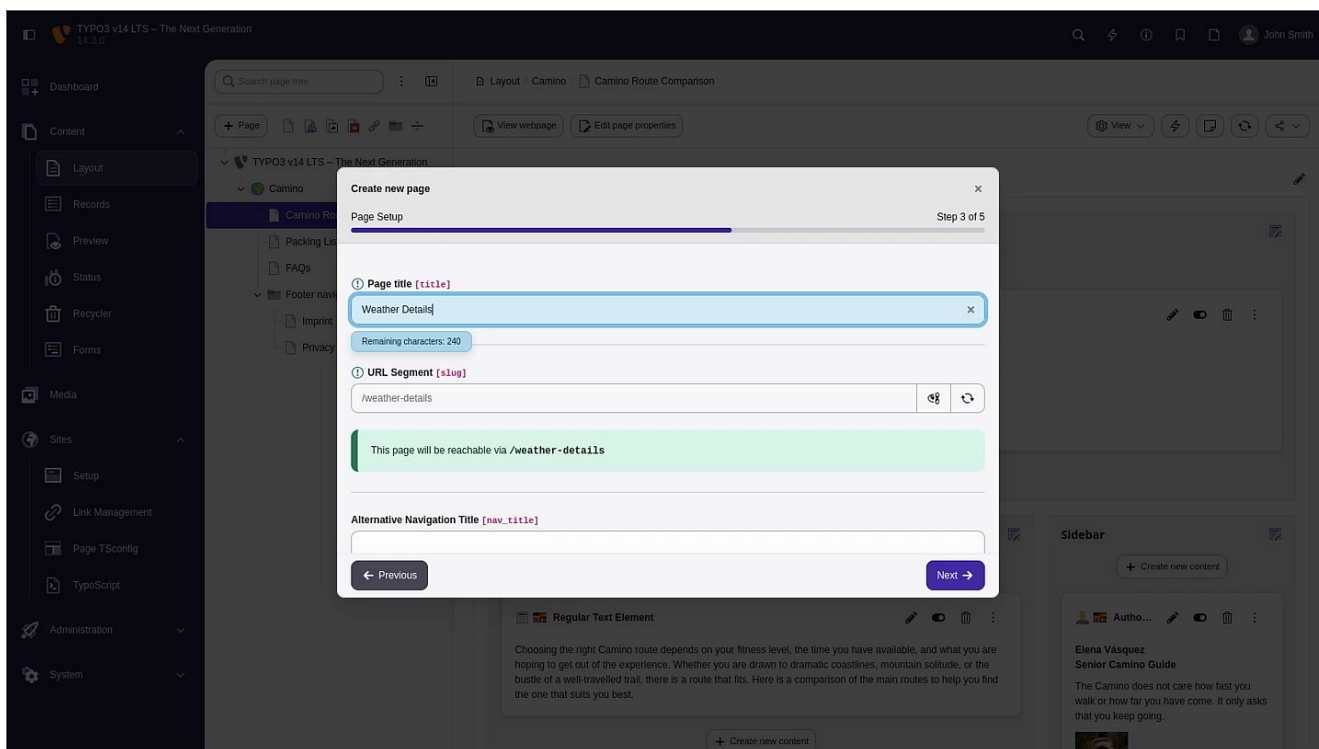 TYPO3 v14 LTS – The Next Generation
14.3.0
John Smith
Dashboard
Content
Layout
Records
Preview
Status
Recycler
Forms
Media
Sites
Setup
Link Management
Page TSconfig
TypoScript
Administration
System
Search page tree
+ Page
TYPO3 v14 LTS – The Next Generation
Camino
Camino Ro
Packing Lis
FAQs
Footer navi
Imprint
Privacy
Layout Camino Camino Route Comparison
View webpage Edit page properties View
Create new page
Page Setup Step 3 of 5
Page title [title]
Weather Details
Remaining characters: 240
URL Segment [slug]
/weather-details
This page will be reachable via /weather-details
Alternative Navigation Title [nav_title]
Previous Next
Regular Text Element
Choosing the right Camino route depends on your fitness level, the time you have available, and what you are
hoping to get out of the experience. Whether you are drawn to dramatic coastlines, mountain solitude, or the
bustle of a well-travelled trail, there is a route that fits. Here is a comparison of the main routes to help you find
the one that suits you best.
+ Create new content
Sidebar
+ Create new content
Autho...
Elena Vásquez
Senior Camino Guide
The Camino does not care how fast you
walk or how far you have come. It only asks
that you keep going.